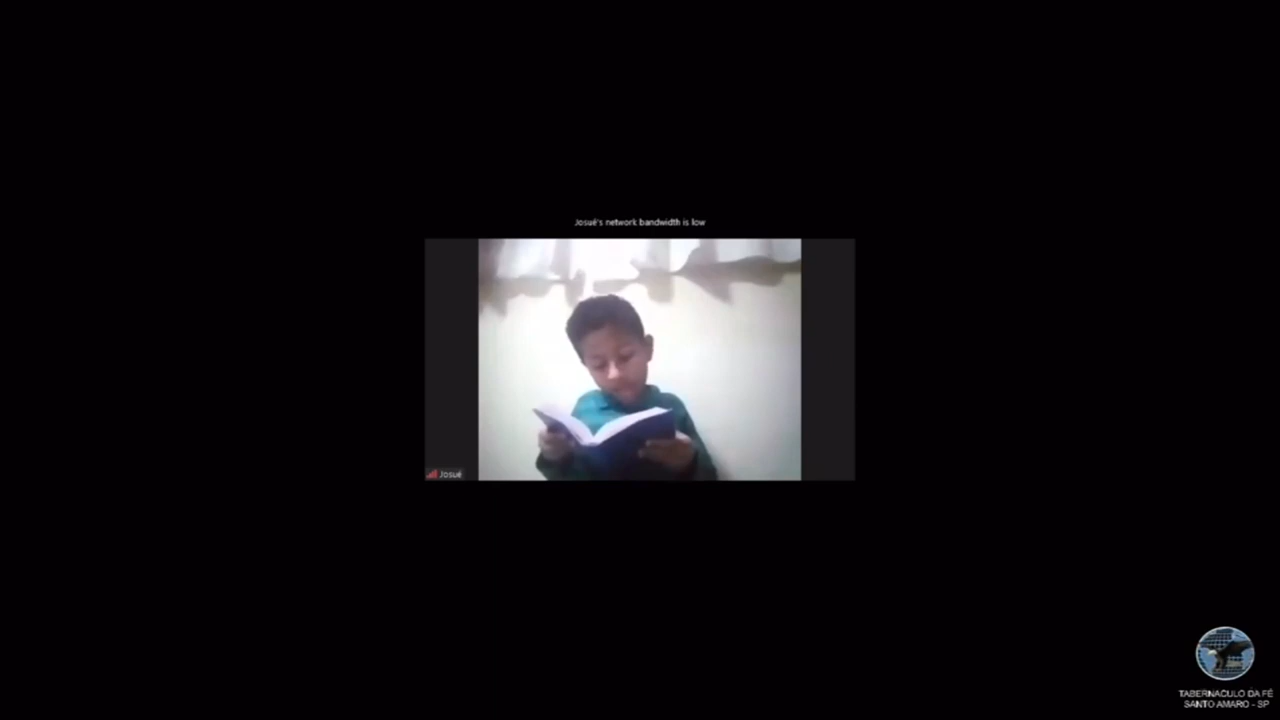 Josué's network bandwidth is low
Josué
TABERNÁCULO DA FÉ
SANTO AMARO - SP